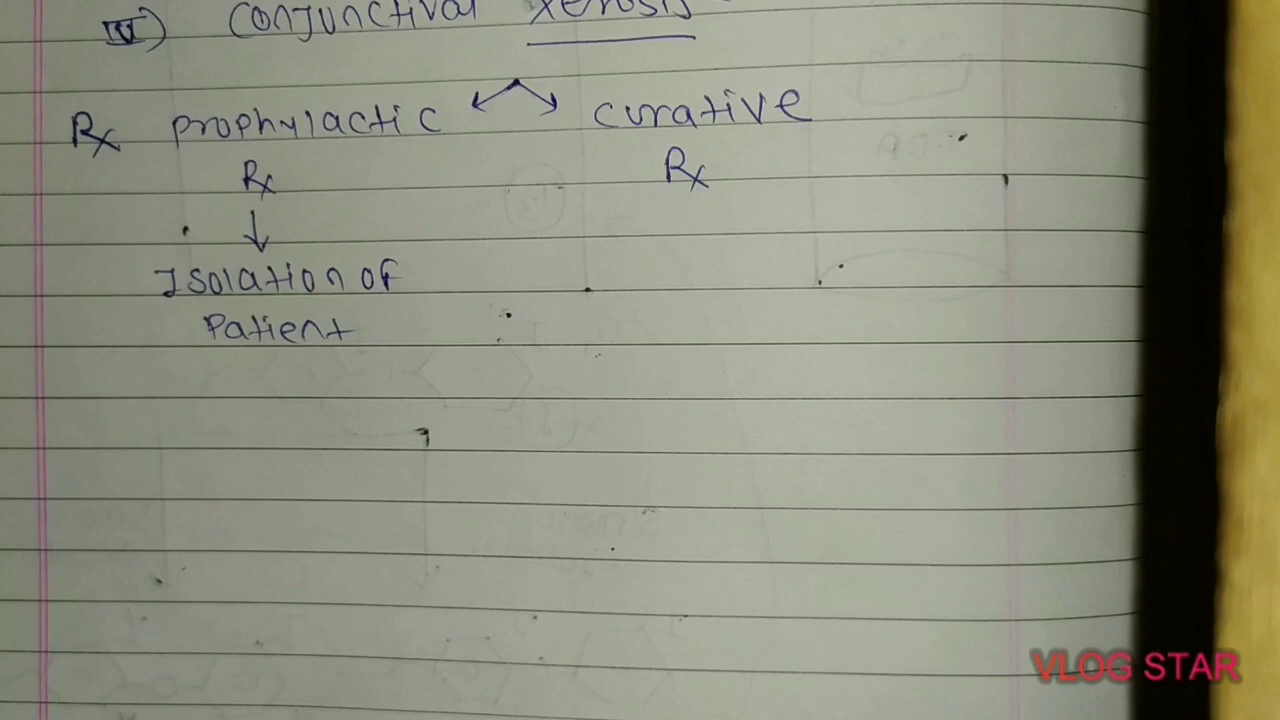 IV) Conjunctival xerosis
Rx prophylactic ↙↘ curative
Rx Rx
↓
Isolation of
Patient
VLOG STAR